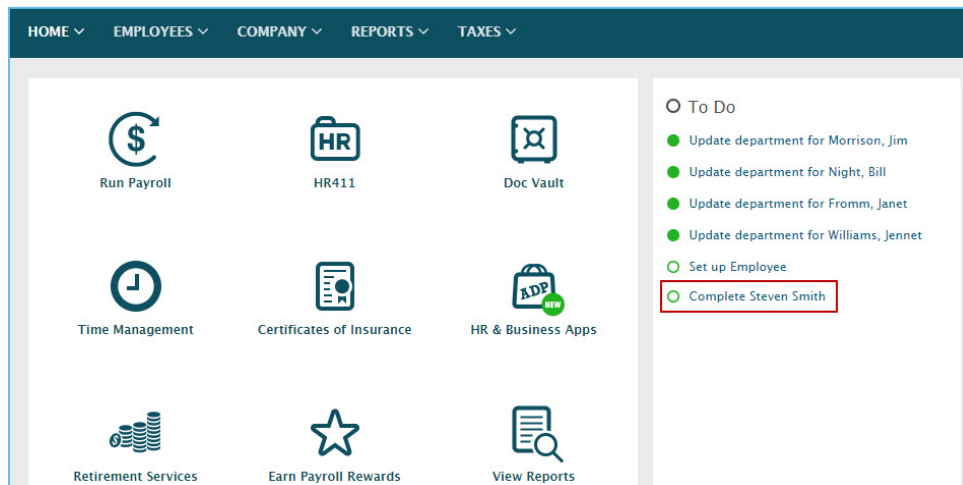 HOME EMPLOYEES COMPANY REPORTS TAXES
$
Run Payroll
HR
HR411
Doc Vault
Time Management
Certificates of Insurance
ADP
NEW
HR & Business Apps
$
Retirement Services
Earn Payroll Rewards
View Reports
To Do
Update department for Morrison, Jim
Update department for Night, Bill
Update department for Fromm, Janet
Update department for Williams, Jennet
Set up Employee
Complete Steven Smith